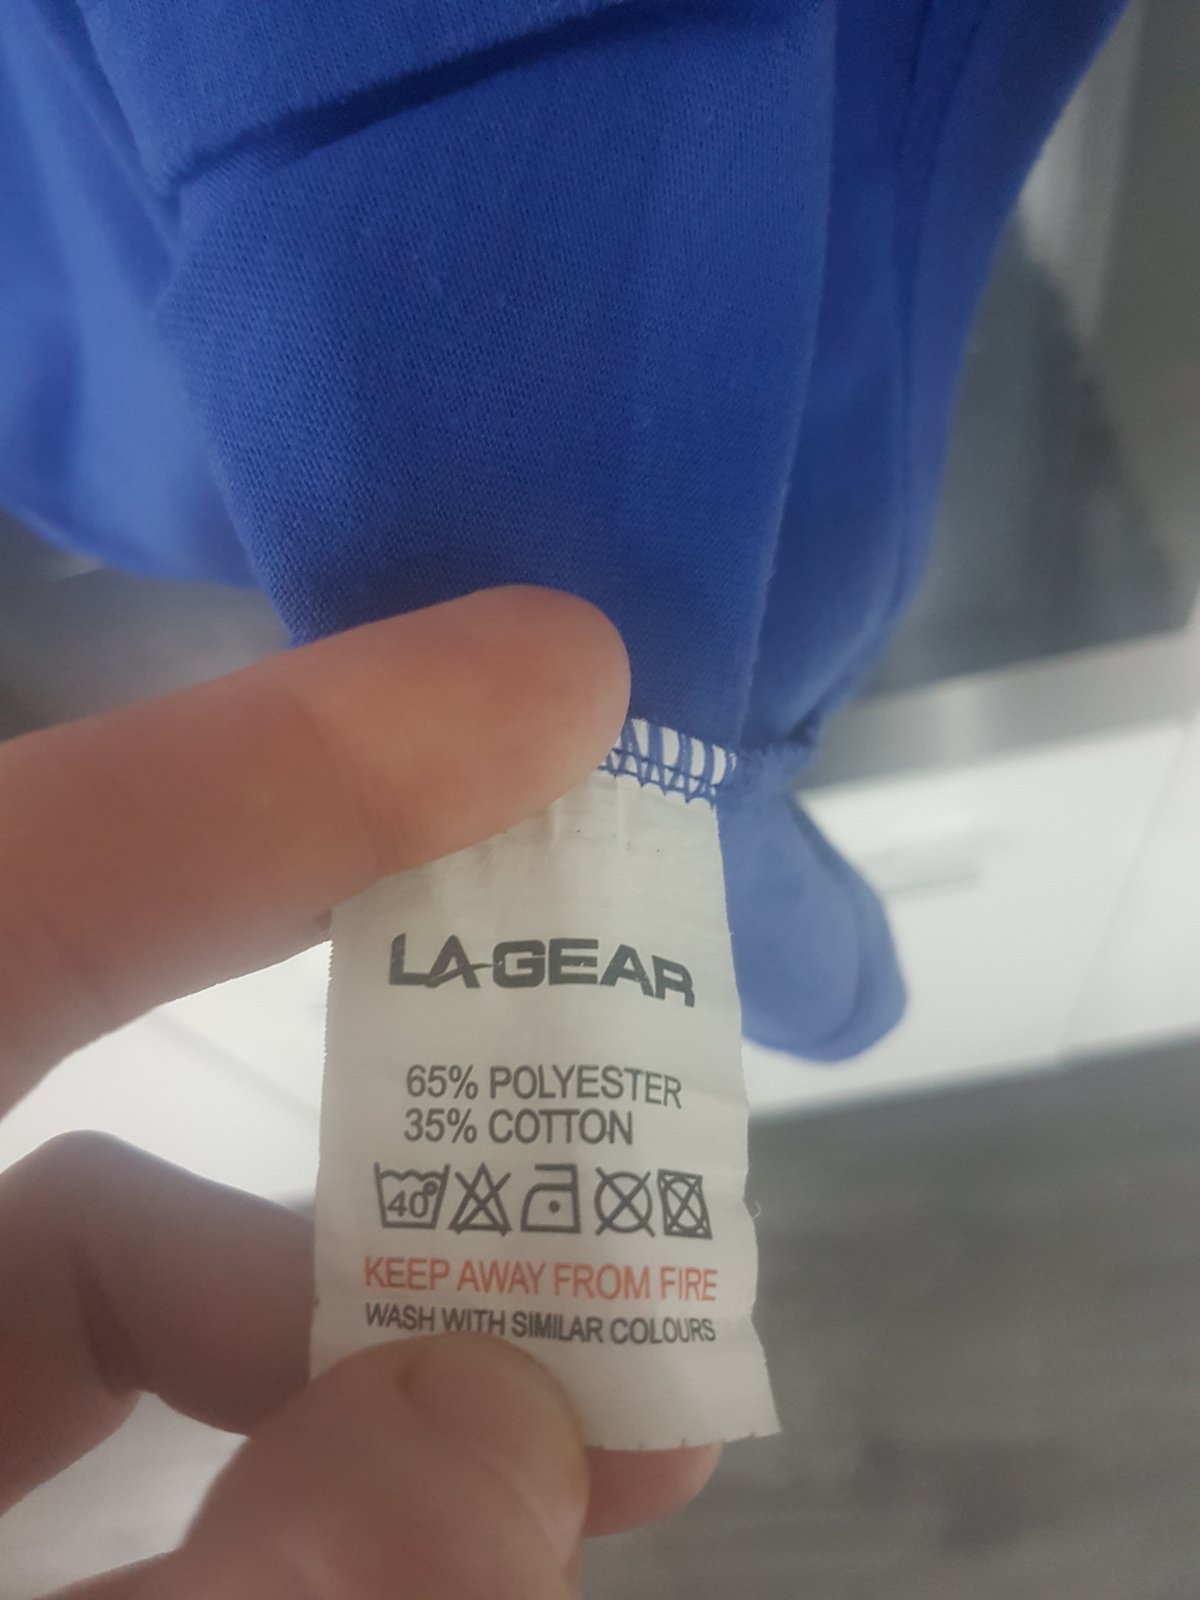 LA GEAR
65% POLYESTER
35% COTTON
40°
KEEP AWAY FROM FIRE
WASH WITH SIMILAR COLOURS